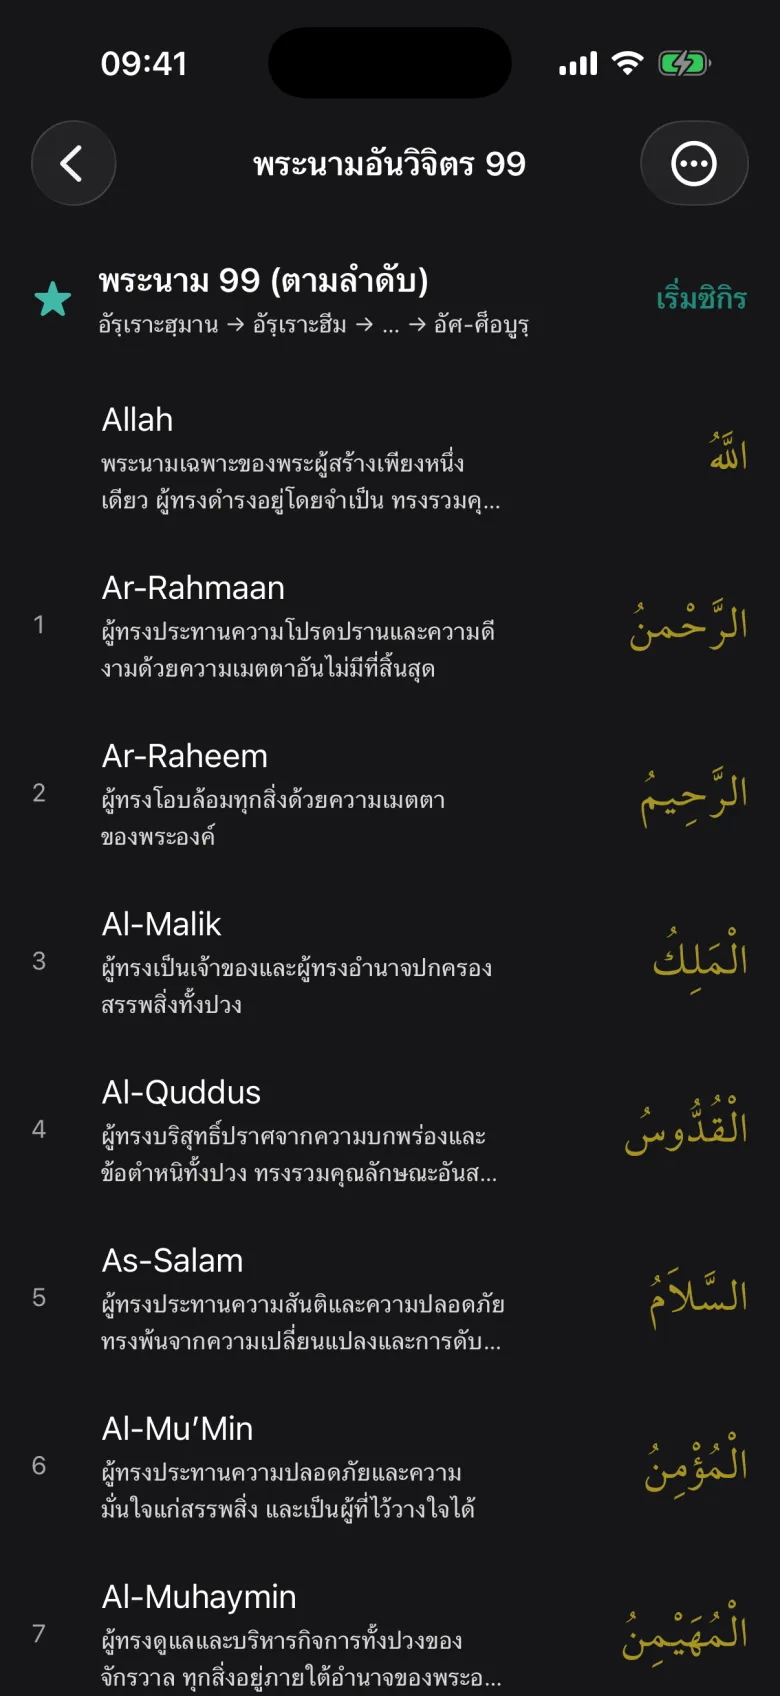 09:41
พระนามอันวิจิตร 99
พระนาม 99 (ตามลำดับ)
อัรฺเราะฮฺมาน → อัรฺเราะฮีม → ... → อัศ-ศ็อบูรฺ
เริ่มซิกิร
Allah
พระนามเฉพาะของพระผู้สร้างเพียงหนึ่ง
เดียว ผู้ทรงดำรงอยู่โดยจำเป็น ทรงรวมคุ...
اللَّهُ
1
Ar-Rahmaan
ผู้ทรงประทานความโปรดปรานและความดี
งามด้วยความเมตตาอันไม่มีที่สิ้นสุด
الرَّحْمنُ
2
Ar-Raheem
ผู้ทรงโอบล้อมทุกสิ่งด้วยความเมตตา
ของพระองค์
الرَّحِيمُ
3
Al-Malik
ผู้ทรงเป็นเจ้าของและผู้ทรงอำนาจปกครอง
สรรพสิ่งทั้งปวง
الْمَلِكُ
4
Al-Quddus
ผู้ทรงบริสุทธิ์ปราศจากความบกพร่องและ
ข้อตำหนิทั้งปวง ทรงรวมคุณลักษณะอันส...
الْقُدُّوسُ
5
As-Salam
ผู้ทรงประทานความสันติและความปลอดภัย
ทรงพ้นจากความเปลี่ยนแปลงและการดับ...
السَّلاَمُ
6
Al-Mu’Min
ผู้ทรงประทานความปลอดภัยและความ
มั่นใจแก่สรรพสิ่ง และเป็นผู้ที่ไว้วางใจได้
الْمُؤْمِنُ
7
Al-Muhaymin
ผู้ทรงดูแลและบริหารกิจการทั้งปวงของ
จักรวาล ทุกสิ่งอยู่ภายใต้อำนาจของพระอ...
الْمُهَيْمِنُ